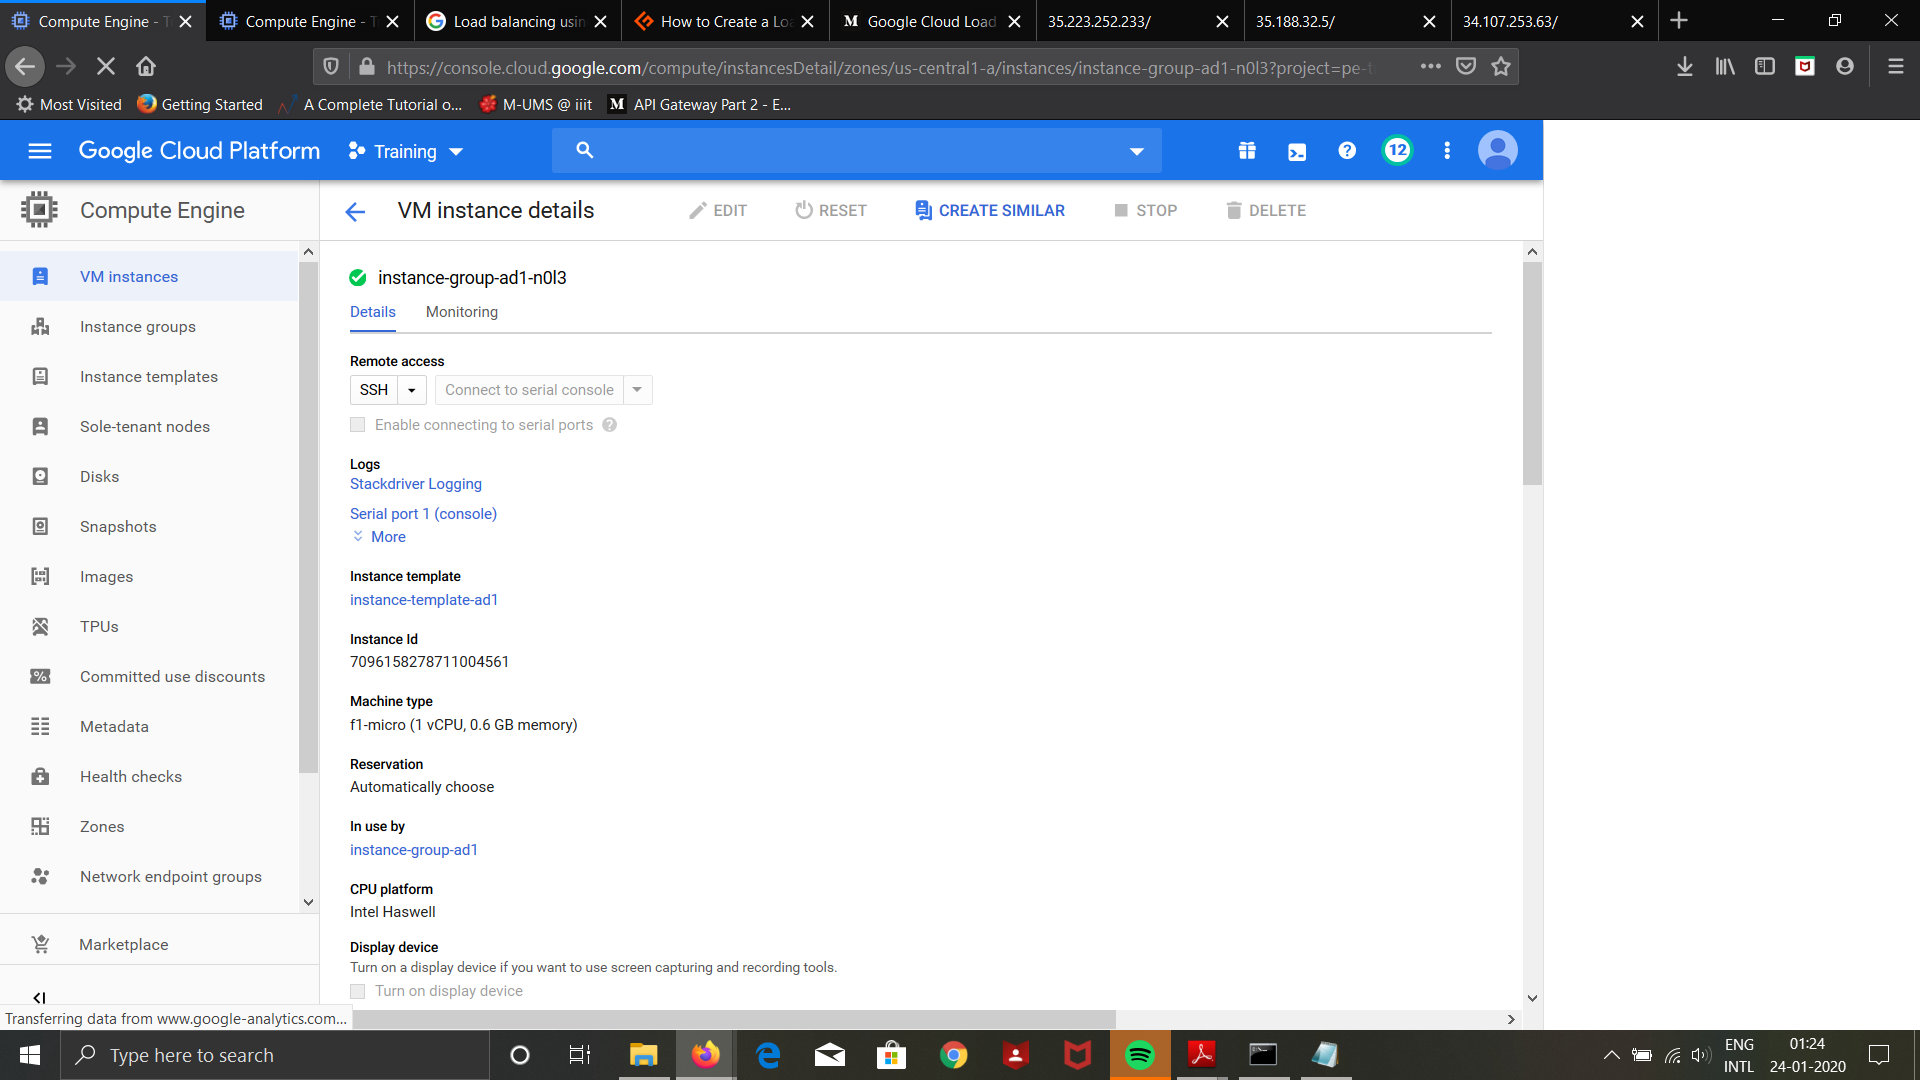 Compute Engine - T
Compute Engine - T
Load balancing usin
How to Create a Loa
Google Cloud Load
35.223.252.233/
35.188.32.5/
34.107.253.63/
https://console.cloud.google.com/compute/instancesDetail/zones/us-central1-a/instances/instance-group-ad1-n0l3?project=pe-
Most Visited
Getting Started
A Complete Tutorial o...
M-UMS @ iiit
API Gateway Part 2 - E...
Google Cloud Platform
Training
12
Compute Engine
VM instance details
EDIT
RESET
CREATE SIMILAR
STOP
DELETE
VM instances
Instance groups
Instance templates
Sole-tenant nodes
Disks
Snapshots
Images
TPUs
Committed use discounts
Metadata
Health checks
Zones
Network endpoint groups
Marketplace
instance-group-ad1-n0l3
Details
Monitoring
Remote access
SSH
Connect to serial console
Enable connecting to serial ports
Logs
Stackdriver Logging
Serial port 1 (console)
More
Instance template
instance-template-ad1
Instance Id
7096158278711004561
Machine type
f1-micro (1 vCPU, 0.6 GB memory)
Reservation
Automatically choose
In use by
instance-group-ad1
CPU platform
Intel Haswell
Display device
Turn on a display device if you want to use screen capturing and recording tools.
Turn on display device
Transferring data from www.google-analytics.com...
Type here to search
ENG
INTL
01:24
24-01-2020